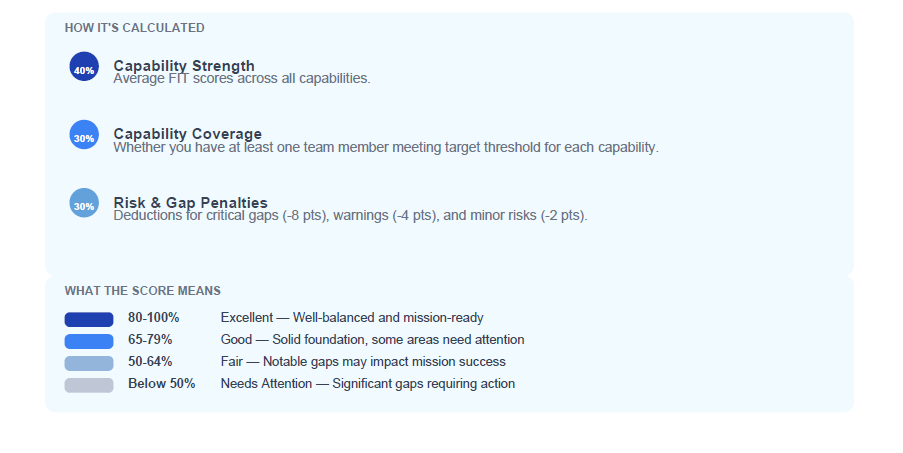 HOW IT'S CALCULATED
40%
Capability Strength
Average FIT scores across all capabilities.
30%
Capability Coverage
Whether you have at least one team member meeting target threshold for each capability.
30%
Risk & Gap Penalties
Deductions for critical gaps (-8 pts), warnings (-4 pts), and minor risks (-2 pts).
WHAT THE SCORE MEANS
80-100% Excellent — Well-balanced and mission-ready
65-79% Good — Solid foundation, some areas need attention
50-64% Fair — Notable gaps may impact mission success
Below 50% Needs Attention — Significant gaps requiring action